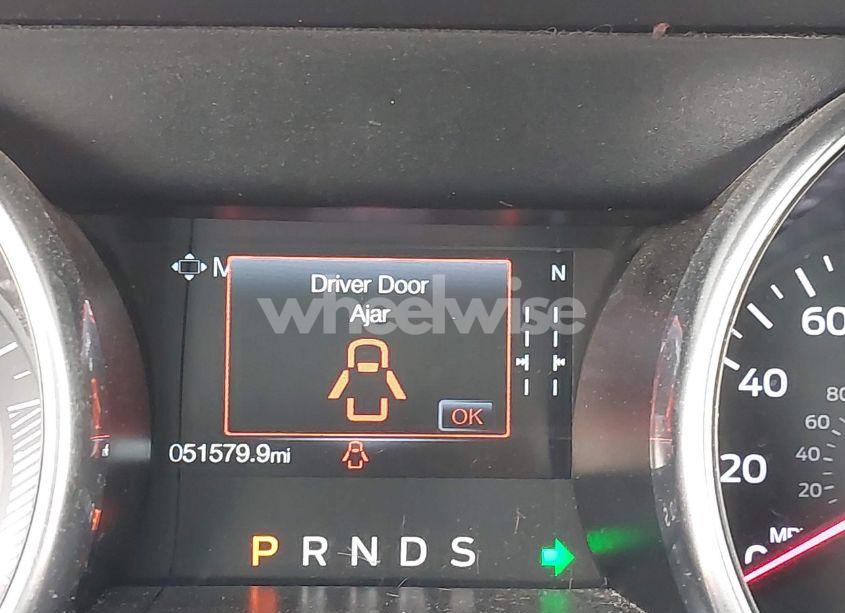 M
N
Driver Door
Ajar
OK
wheelwise
051579.9mi
P R N D S
60
40
20
80
60
40
20